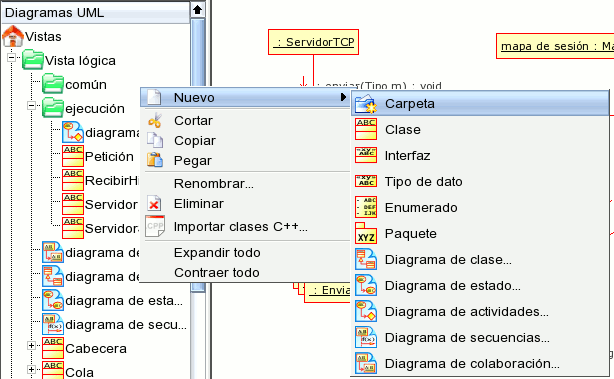 Diagramas UML
Vistas
Vista lógica
común
ejecución
diagrama
Petición
RecibirHi
Servidor
Servidor
diagrama de
diagrama de
diagrama de esta...
diagrama de secu...
Cabecera
Cola
: ServidorTCP
mapa de sesión : Ma
: enviar(Tipo m) : void
: Envia
Nuevo
Cortar
Copiar
Pegar
Renombrar...
Eliminar
Importar clases C++...
Expandir todo
Contraer todo
Carpeta
Clase
Interfaz
Tipo de dato
Enumerado
Paquete
Diagrama de clase...
Diagrama de estado...
Diagrama de actividades...
Diagrama de secuencias...
Diagrama de colaboración...